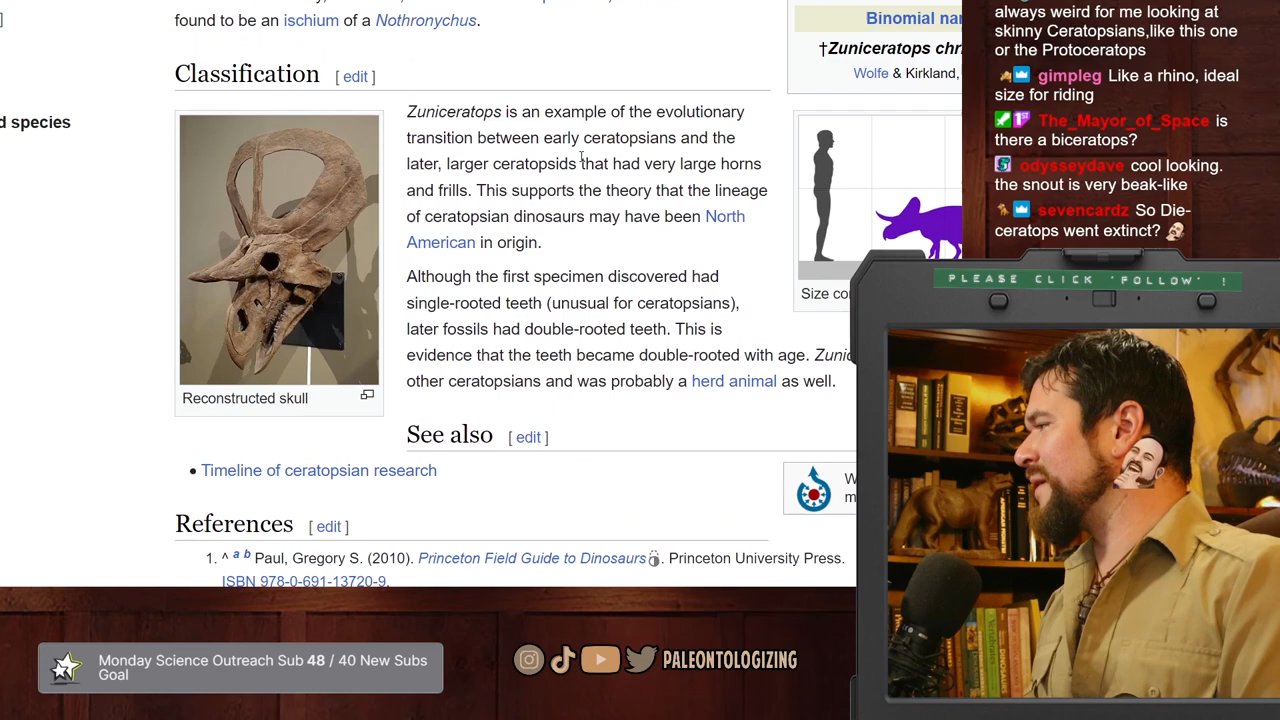 found to be an ischium of a Nothronychus.
]
Classification [ edit ]
d species
Reconstructed skull
Zuniceratops is an example of the evolutionary
transition between early ceratopsians and the
later, larger ceratopsids that had very large horns
and frills. This supports the theory that the lineage
of ceratopsian dinosaurs may have been North
American in origin.
Although the first specimen discovered had
single-rooted teeth (unusual for ceratopsians),
later fossils had double-rooted teeth. This is
evidence that the teeth became double-rooted with age.
other ceratopsians and was probably a herd animal as well.
See also [ edit ]
• Timeline of ceratopsian research
References [ edit ]
1. ^ a b Paul, Gregory S. (2010). Princeton Field Guide to Dinosaurs. Princeton University Press.
ISBN 978-0-691-13720-9.
Binomial
†Zuniceratops
Wolfe & Kirkland,
Size
always weird for me looking at
skinny Ceratopsians,like this one
or the Protoceratops
gimpleg Like a rhino, ideal
size for riding
The_Mayor_of_Space is
there a biceratops?
odysseydave cool looking.
the snout is very beak-like
sevencardz So Die-
ceratops went extinct?
PLEASE CLICK 'FOLLOW' !
Monday Science Outreach Sub 48 / 40 New Subs
Goal
PALEONTOLOGIZING